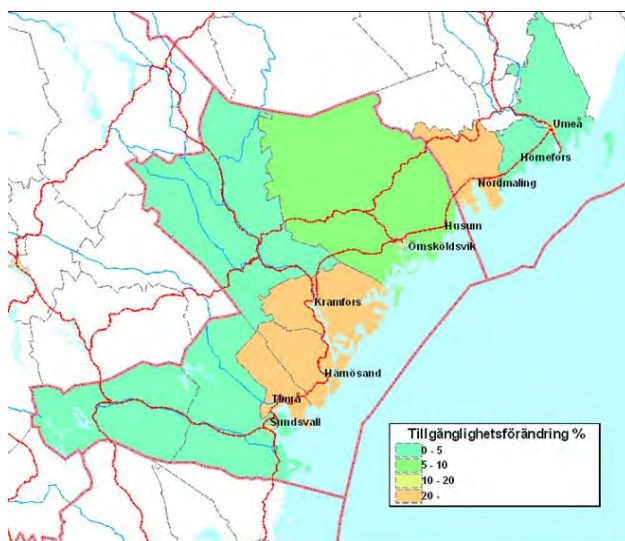 Umeå
Hörnefors
Nordmaling
Husum
Örnsköldsvik
Kramfors
Härnösand
Timrå
Sundsvall
Tillgänglighetsförändring %
0 - 5
5 - 10
10 - 20
20 -